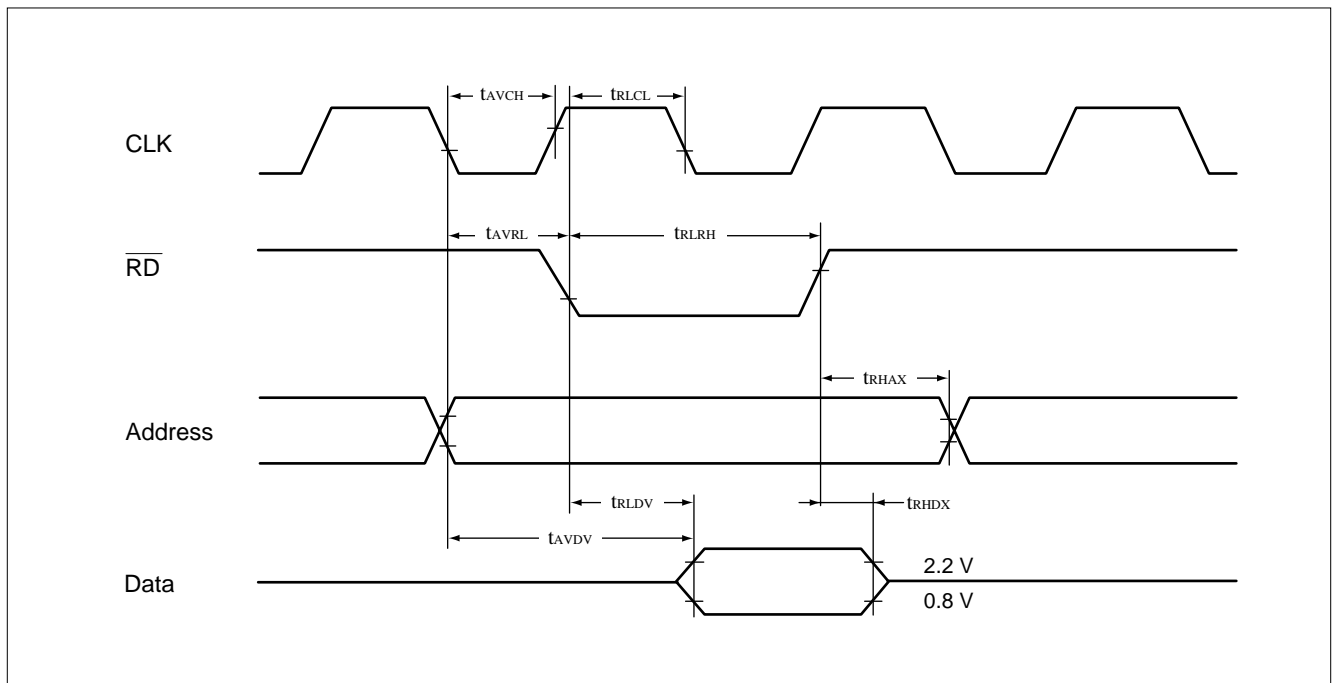 tAVCH
tRLCL
CLK
tAVRL
tRLRH
RD
tRHAX
Address
tRLDV
tRHDX
tAVDV
2.2 V
Data
0.8 V